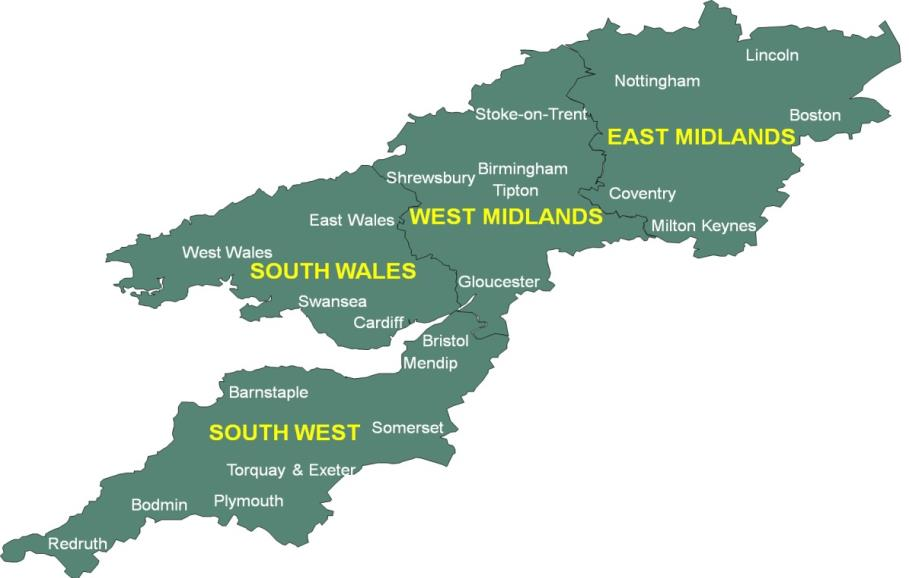 Lincoln
Nottingham
Boston
Stoke-on-Trent
EAST MIDLANDS
Birmingham
Shrewsbury
Tipton
Coventry
WEST MIDLANDS
East Wales
Milton Keynes
West Wales
SOUTH WALES
Gloucester
Swansea
Cardiff
Bristol
Mendip
Barnstaple
SOUTH WEST
Somerset
Torquay & Exeter
Plymouth
Bodmin
Redruth